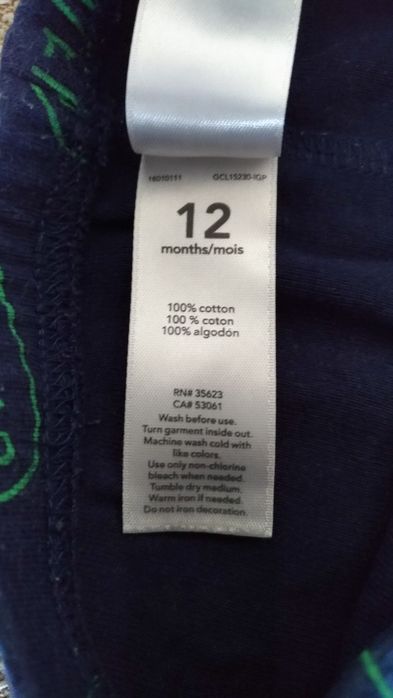 16010111 GCL15230-IGP
12
months/mois
100% cotton
100 % coton
100% algodón
RN# 35623
CA# 53061
Wash before use.
Turn garment inside out.
Machine wash cold with
like colors.
Use only non-chlorine
bleach when needed.
Tumble dry medium.
Warm iron if needed.
Do not iron decoration.